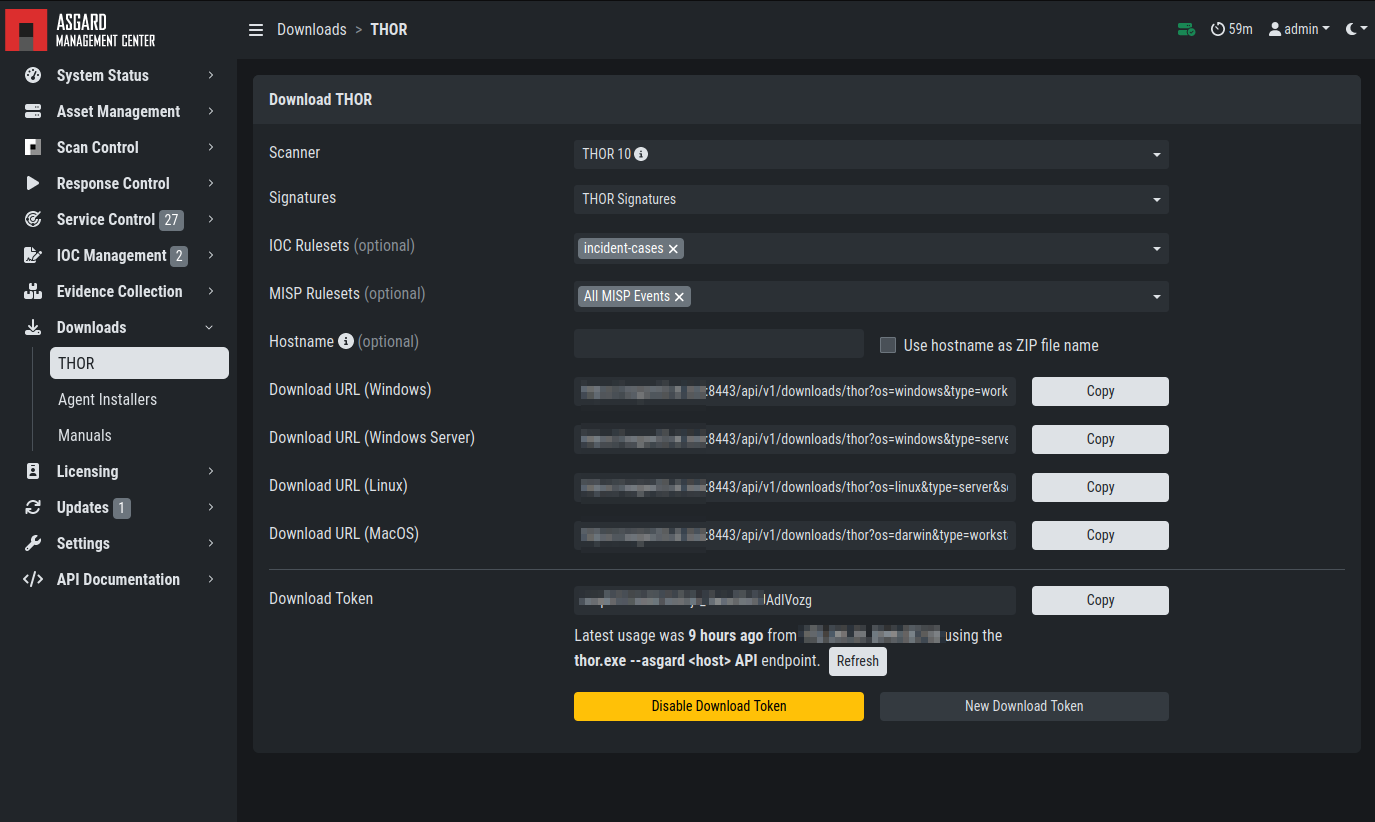 ASGARD
MANAGEMENT CENTER
Downloads > THOR
59m
admin
System Status
Asset Management
Scan Control
Response Control
Service Control 27
IOC Management 2
Evidence Collection
Downloads
THOR
Agent Installers
Manuals
Licensing
Updates 1
Settings
API Documentation
Download THOR
Scanner
THOR 10
Signatures
THOR Signatures
IOC Rulesets (optional)
incident-cases
MISP Rulesets (optional)
All MISP Events
Hostname (optional)
Use hostname as ZIP file name
Download URL (Windows)
:8443/api/v1/downloads/thor?os=windows&type=work
Copy
Download URL (Windows Server)
:8443/api/v1/downloads/thor?os=windows&type=serve
Copy
Download URL (Linux)
:8443/api/v1/downloads/thor?os=linux&type=server&s
Copy
Download URL (MacOS)
:8443/api/v1/downloads/thor?os=darwin&type=workst
Copy
Download Token
Copy
Latest usage was 9 hours ago from using the
thor.exe --asgard <host> API endpoint. Refresh
Disable Download Token
New Download Token